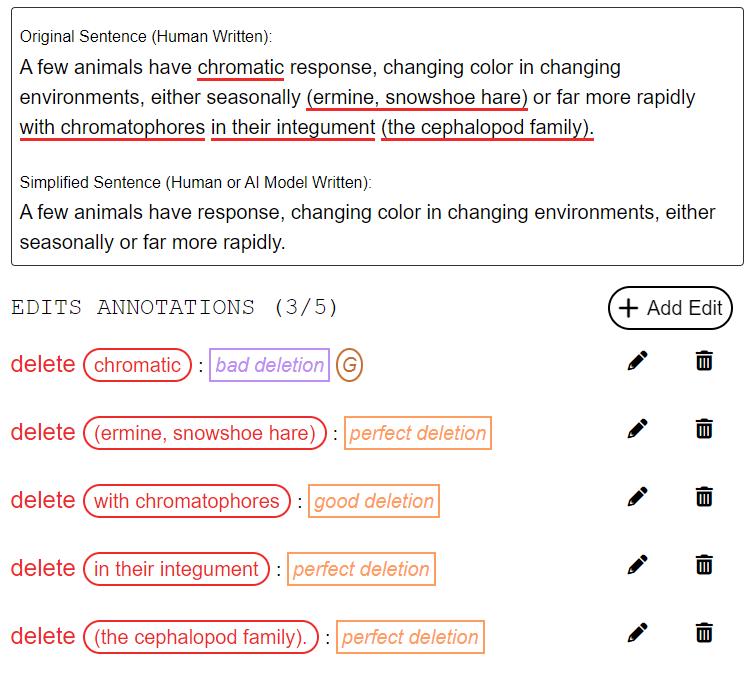 Original Sentence (Human Written):
A few animals have chromatic response, changing color in changing
environments, either seasonally (ermine, snowshoe hare) or far more rapidly
with chromatophores in their integument (the cephalopod family).
Simplified Sentence (Human or AI Model Written):
A few animals have response, changing color in changing environments, either
seasonally or far more rapidly.
EDITS ANNOTATIONS (3/5) + Add Edit
delete chromatic : bad deletion G
delete (ermine, snowshoe hare) : perfect deletion
delete with chromatophores : good deletion
delete in their integument : perfect deletion
delete (the cephalopod family). : perfect deletion